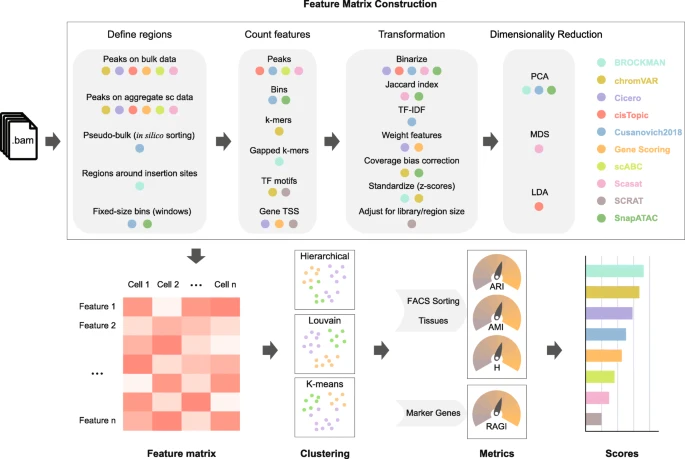 Feature Matrix Construction
Define regions
Count features
Transformation
Dimensionality Reduction
Peaks on bulk data
Peaks on aggregate sc data
Pseudo-bulk (in silico sorting)
Regions around insertion sites
Fixed-size bins (windows)
Peaks
Bins
k-mers
Gapped k-mers
TF motifs
Gene TSS
Binarize
Jaccard index
TF-IDF
Weight features
Coverage bias correction
Standardize (z-scores)
Adjust for library/region size
PCA
MDS
LDA
BROCKMAN
chromVAR
Cicero
cisTopic
Cusanovich2018
Gene Scoring
scABC
Scasat
SCRAT
SnapATAC
.bam
Cell 1 Cell 2 ••• Cell n
Feature 1
Feature 2
•••
Feature n
Feature matrix
Hierarchical
Louvain
K-means
Clustering
FACS Sorting
Tissues
Marker Genes
ARI
AMI
H
RAGI
Metrics
Scores